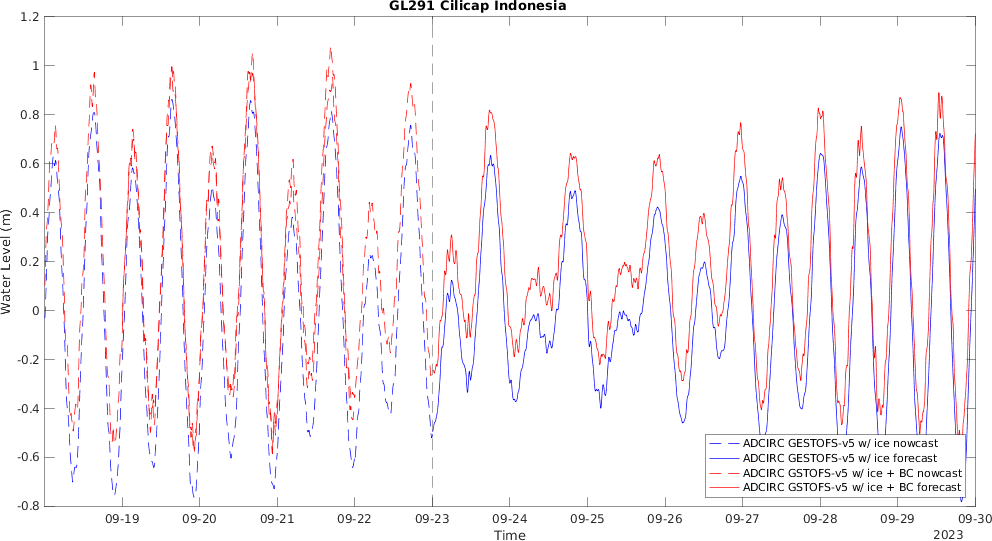 GL291 Cilicap Indonesia
1.2
1
0.8
0.6
0.4
0.2
0
-0.2
-0.4
-0.6
-0.8
Water Level (m)
ADCIRC GESTOFS-v5 w/ ice nowcast
ADCIRC GESTOFS-v5 w/ ice forecast
ADCIRC GSTOFS-v5 w/ ice + BC nowcast
ADCIRC GSTOFS-v5 w/ ice + BC forecast
09-19 09-20 09-21 09-22 09-23 09-24 09-25 09-26 09-27 09-28 09-29 09-30
Time
2023